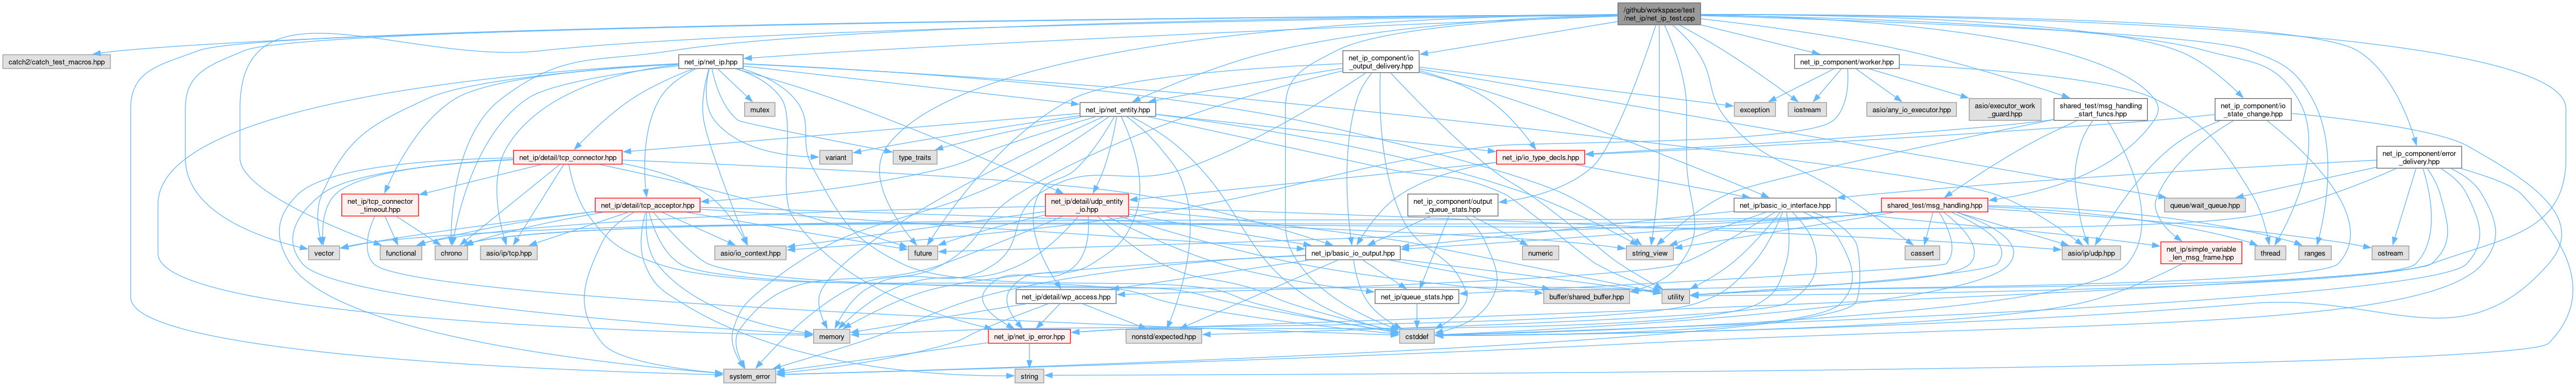 /github/workspace/test
/net_ip/net_ip_test.cpp
catch2/catch_test_macros.hpp
net_ip/net_ip.hpp
net_ip_component/io
_output_delivery.hpp
net_ip_component/worker.hpp
mutex
net_ip/net_entity.hpp
exception
iostream
asio/any_io_executor.hpp
asio/executor_work
_guard.hpp
shared_test/msg_handling
_start_funcs.hpp
net_ip_component/io
_state_change.hpp
net_ip/detail/tcp_connector.hpp
variant
type_traits
net_ip/io_type_decls.hpp
net_ip_component/error
_delivery.hpp
net_ip/tcp_connector
_timeout.hpp
net_ip/detail/tcp_acceptor.hpp
net_ip/detail/udp_entity
_io.hpp
net_ip_component/output
_queue_stats.hpp
net_ip/basic_io_interface.hpp
shared_test/msg_handling.hpp
queue/wait_queue.hpp
vector
functional
chrono
asio/ip/tcp.hpp
asio/io_context.hpp
future
net_ip/basic_io_output.hpp
numeric
string_view
cassert
asio/ip/udp.hpp
net_ip/simple_variable
_len_msg_frame.hpp
thread
ranges
ostream
net_ip/detail/wp_access.hpp
net_ip/queue_stats.hpp
buffer/shared_buffer.hpp
utility
memory
net_ip/net_ip_error.hpp
nonstd/expected.hpp
cstddef
system_error
string